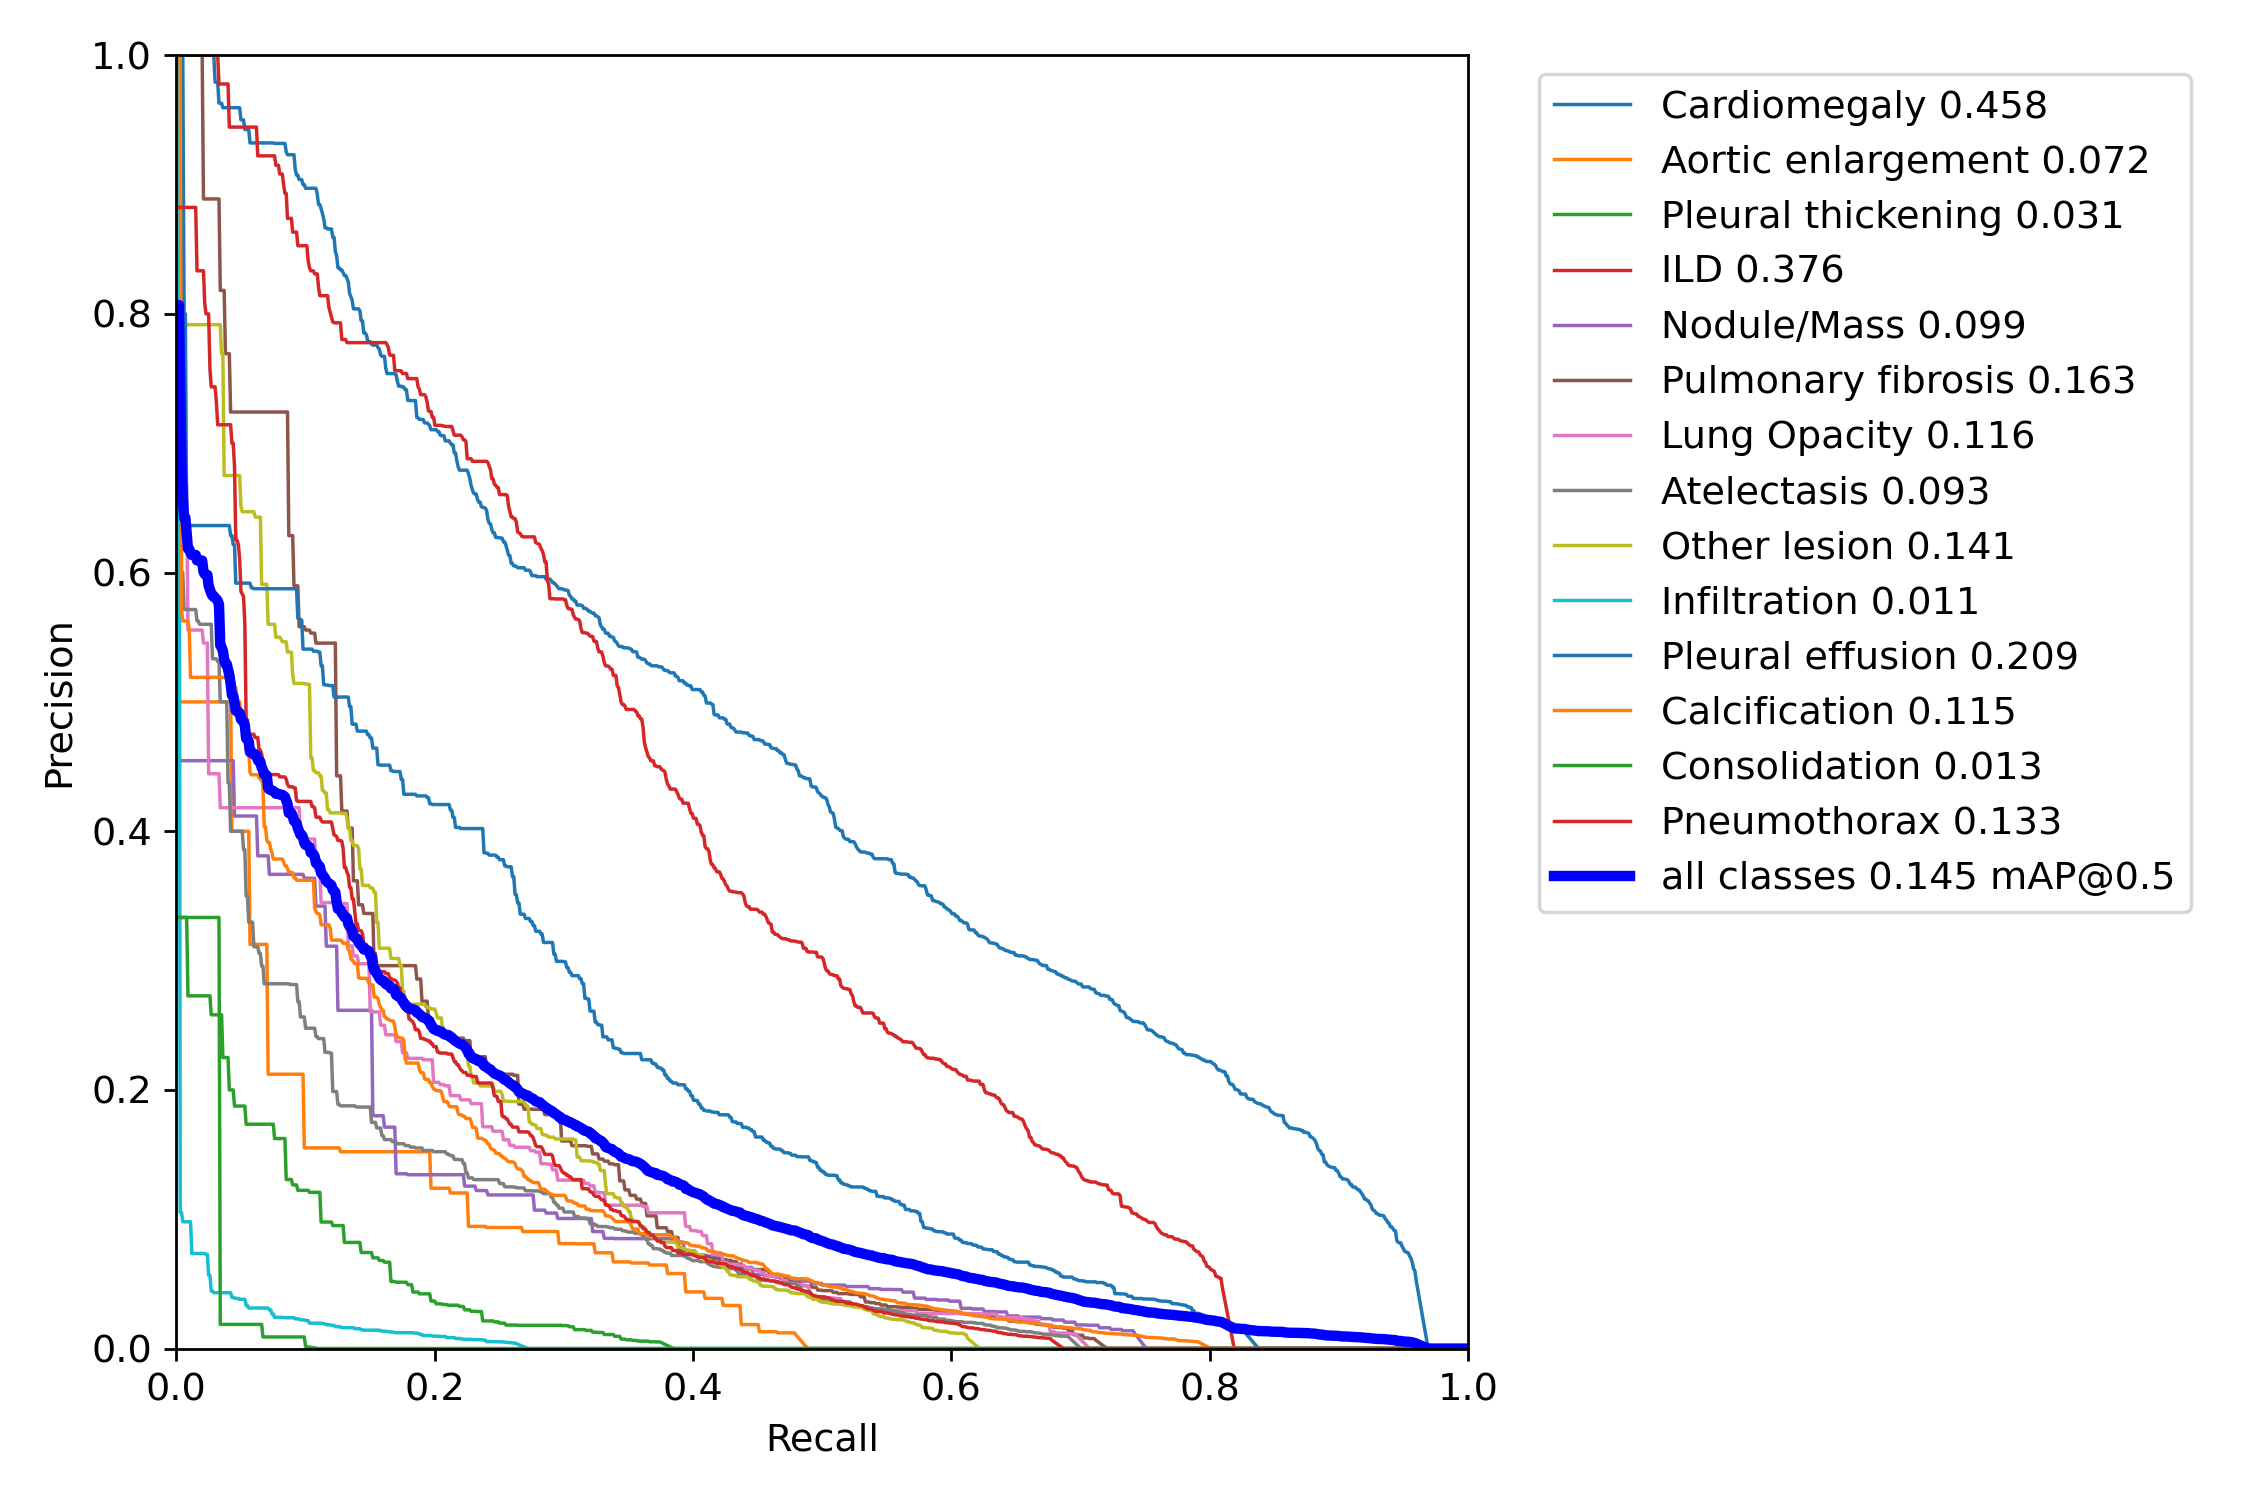 1.0
0.8
0.6
0.4
0.2
0.0
Precision
0.0 0.2 0.4 0.6 0.8 1.0
Recall
Cardiomegaly 0.458
Aortic enlargement 0.072
Pleural thickening 0.031
ILD 0.376
Nodule/Mass 0.099
Pulmonary fibrosis 0.163
Lung Opacity 0.116
Atelectasis 0.093
Other lesion 0.141
Infiltration 0.011
Pleural effusion 0.209
Calcification 0.115
Consolidation 0.013
Pneumothorax 0.133
all classes 0.145 mAP@0.5